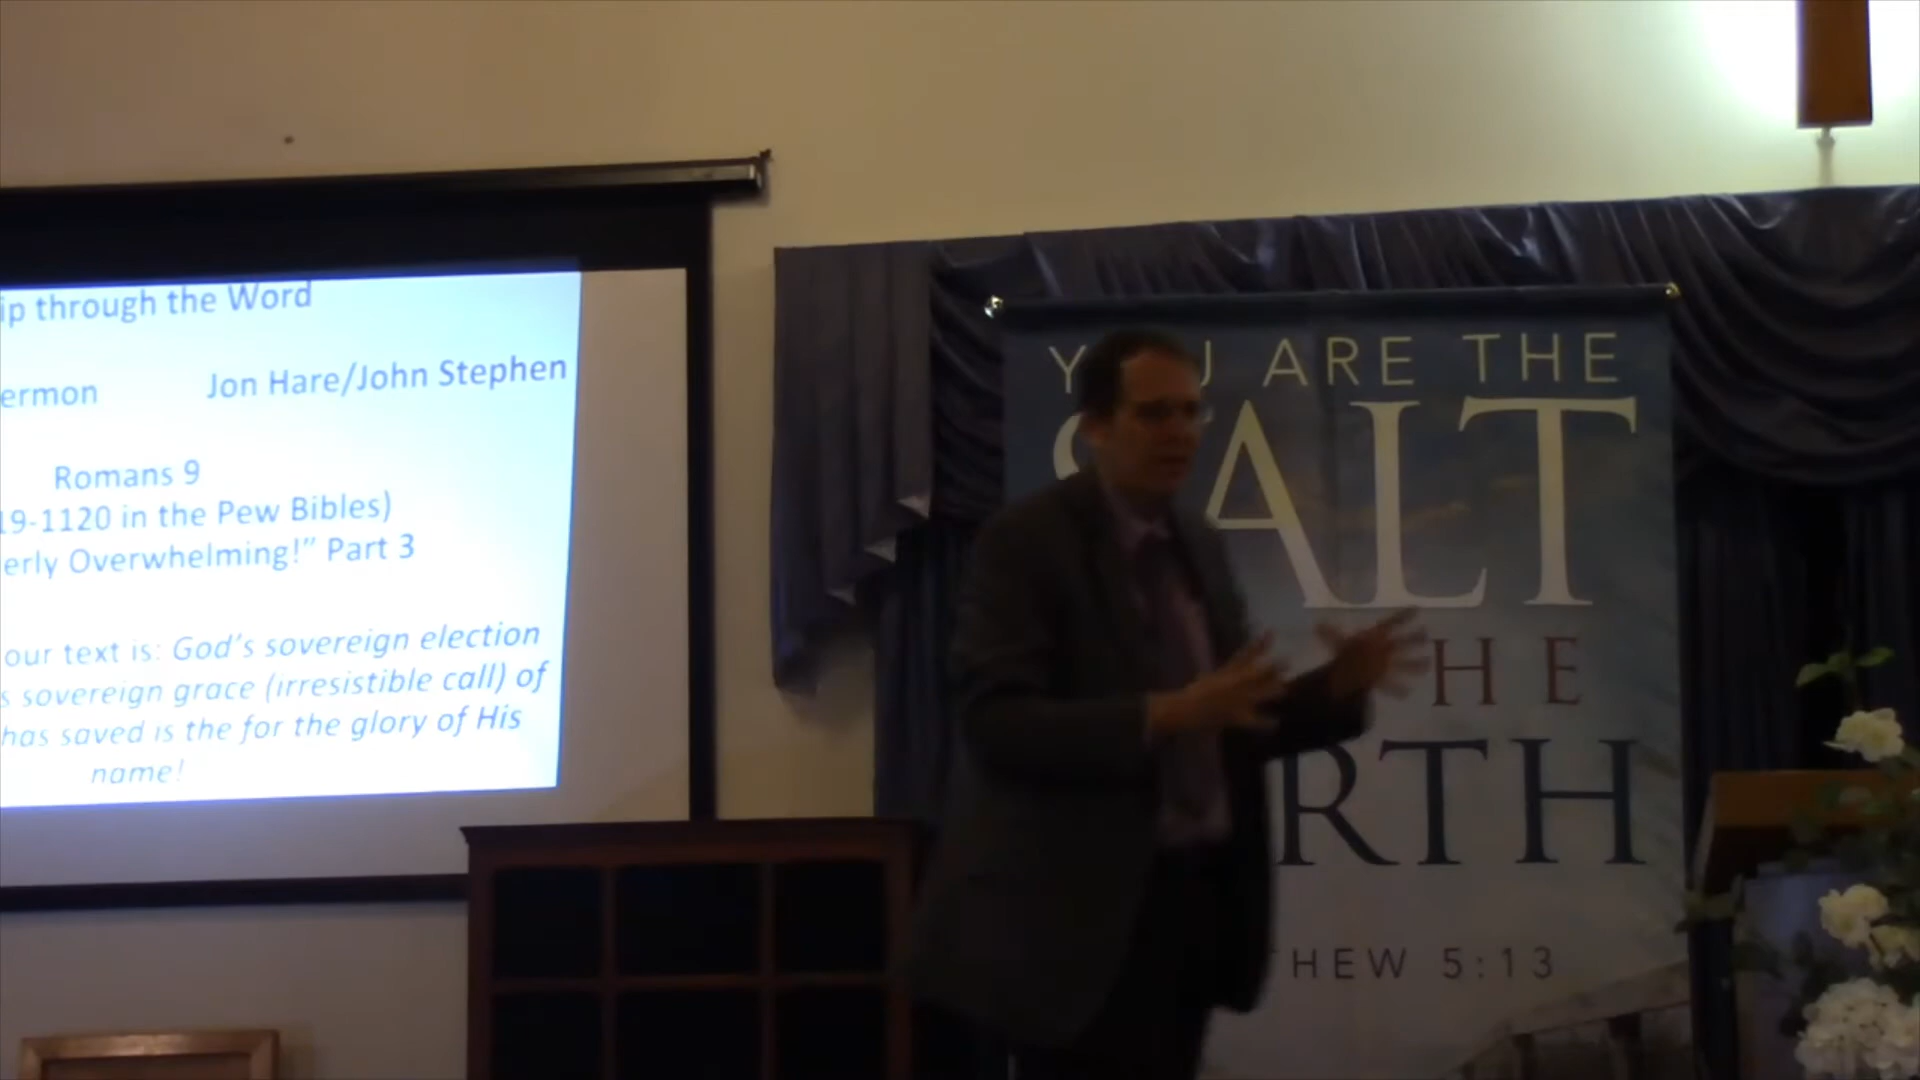 ip through the Word
ermon Jon Hare/John Stephen
Romans 9
19-1120 in the Pew Bibles)
erly Overwhelming!” Part 3
our text is: God’s sovereign election
s sovereign grace (irresistible call) of
has saved is the for the glory of His
name!
YOU ARE THE
SALT
HE
RTH
THEW 5:13